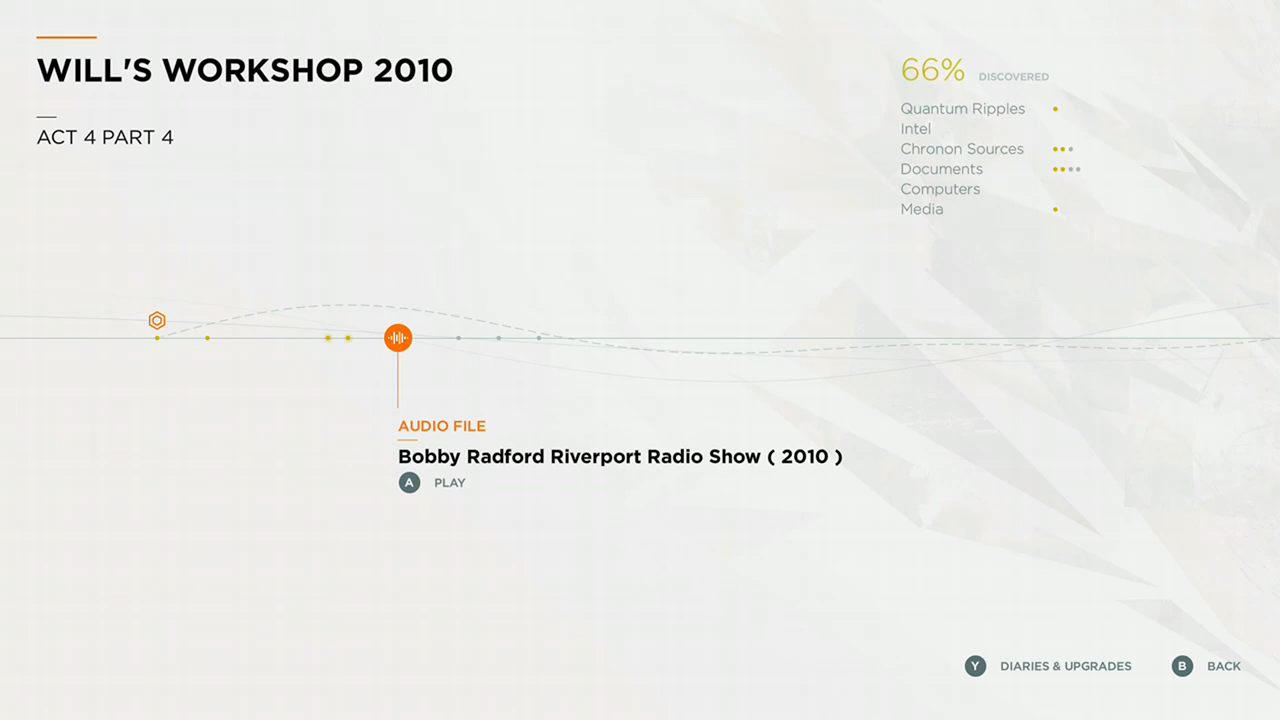 WILL'S WORKSHOP 2010
ACT 4 PART 4
66% DISCOVERED
Quantum Ripples
Intel
Chronon Sources
Documents
Computers
Media
AUDIO FILE
Bobby Radford Riverport Radio Show ( 2010 )
A PLAY
Y DIARIES & UPGRADES B BACK